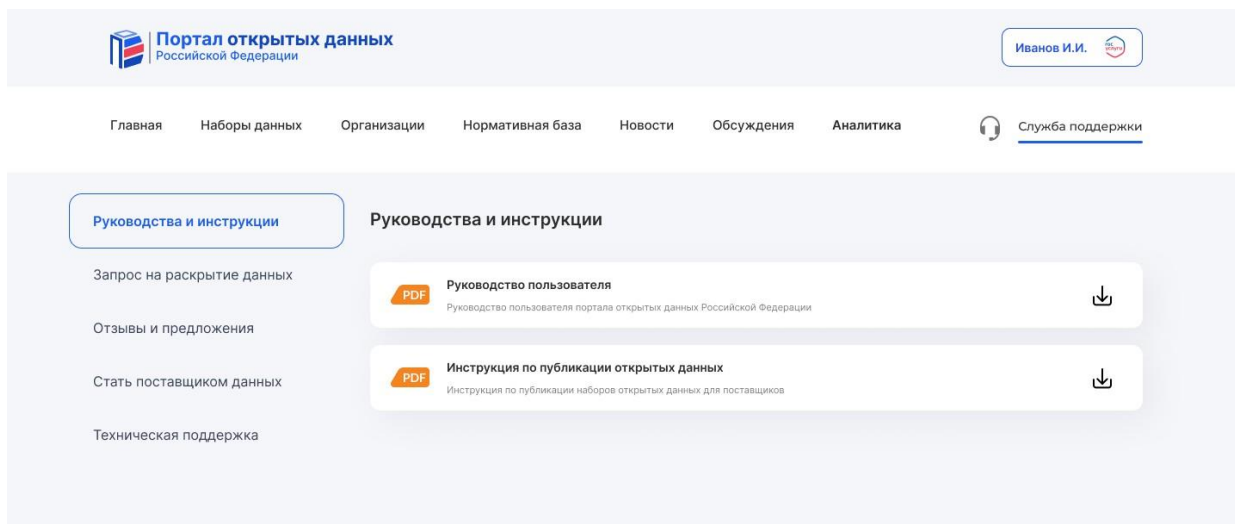 Портал открытых данных
Российской Федерации
Иванов И.И.
гос
услуги
Главная Наборы данных Организации Нормативная база Новости Обсуждения Аналитика Служба поддержки
Руководства и инструкции
Запрос на раскрытие данных
Отзывы и предложения
Стать поставщиком данных
Техническая поддержка
Руководства и инструкции
PDF
Руководство пользователя
Руководство пользователя портала открытых данных Российской Федерации
PDF
Инструкция по публикации открытых данных
Инструкция по публикации наборов открытых данных для поставщиков